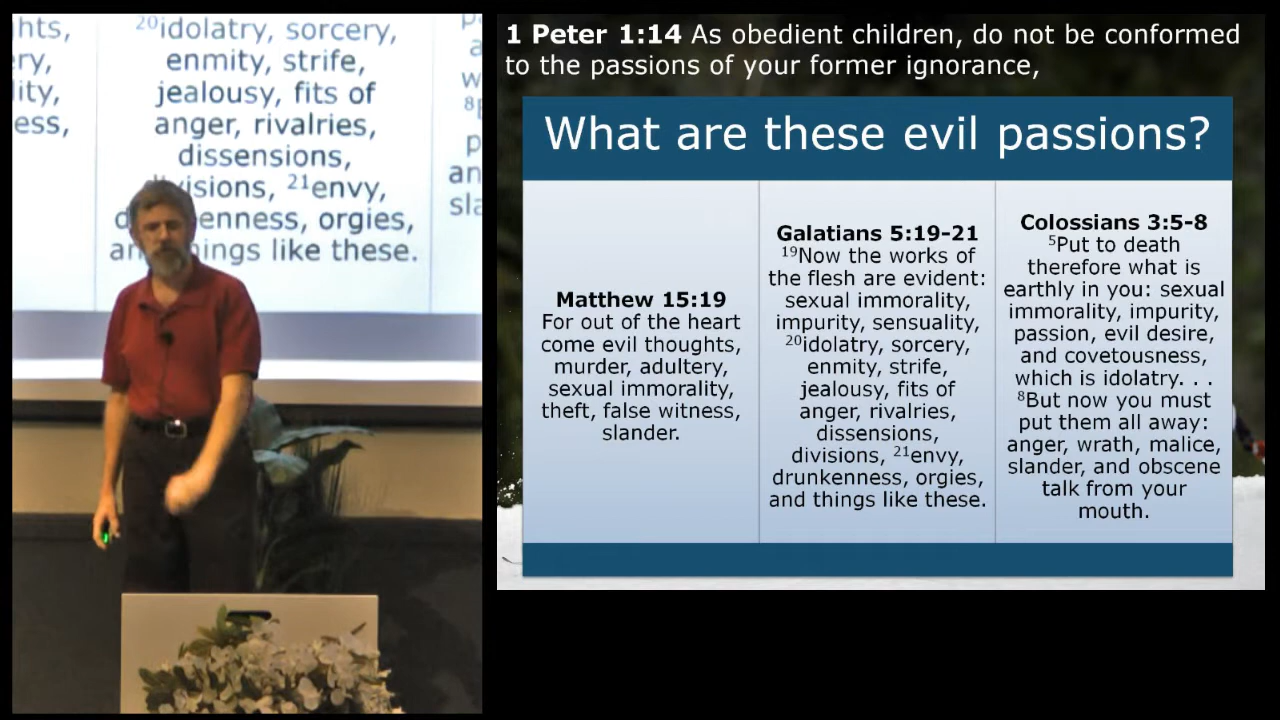 hts,
ry,
lity,
ess,
20idolatry, sorcery,
enmity, strife,
jealousy, fits of
anger, rivalries,
dissensions,
visions, 21envy,
enness, orgies,
things like these.
1 Peter 1:14 As obedient children, do not be conformed
to the passions of your former ignorance,
What are these evil passions?
Matthew 15:19
For out of the heart
come evil thoughts,
murder, adultery,
sexual immorality,
theft, false witness,
slander.
Galatians 5:19-21
19Now the works of
the flesh are evident:
sexual immorality,
impurity, sensuality,
20idolatry, sorcery,
enmity, strife,
jealousy, fits of
anger, rivalries,
dissensions,
divisions, 21envy,
drunkenness, orgies,
and things like these.
Colossians 3:5-8
5Put to death
therefore what is
earthly in you: sexual
immorality, impurity,
passion, evil desire,
and covetousness,
which is idolatry. . .
8But now you must
put them all away:
anger, wrath, malice,
slander, and obscene
talk from your
mouth.